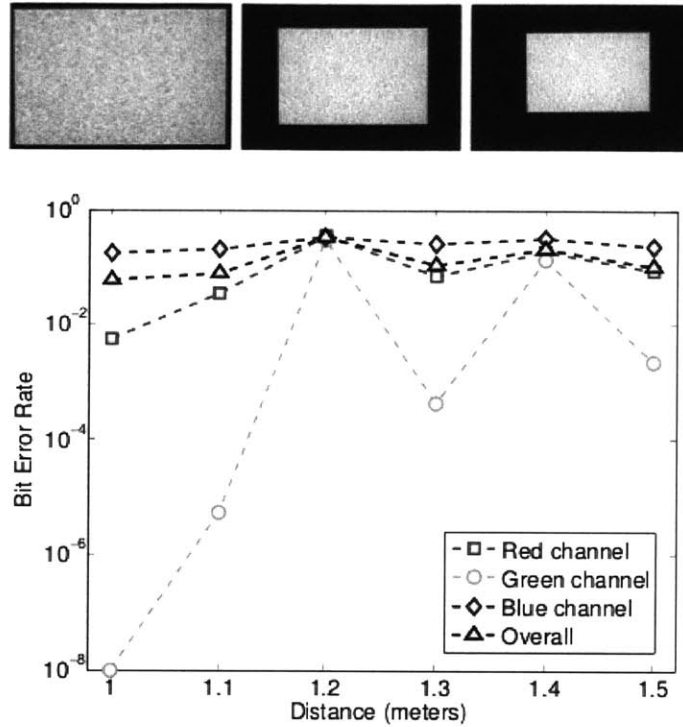 10^0
10^-2
10^-4
10^-6
10^-8
Bit Error Rate
Red channel
Green channel
Blue channel
Overall
1 1.1 1.2 1.3 1.4 1.5
Distance (meters)